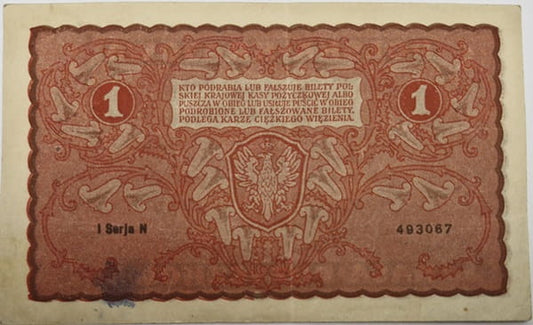 KTO PODRABIA LUB FAŁSZUJE BILETY POL-
SKIEJ KRAJOWEJ KASY POŻYCZKOWEJ ALBO
PUSZCZA W OBIEG LUB USIŁUJE PUŚCIĆ W OBIEG
PODROBIONE LUB FAŁSZOWANE BILETY,
PODLEGA KARZE CIĘŻKIEGO WIĘZIENIA.
1 1
I Serja N 493067